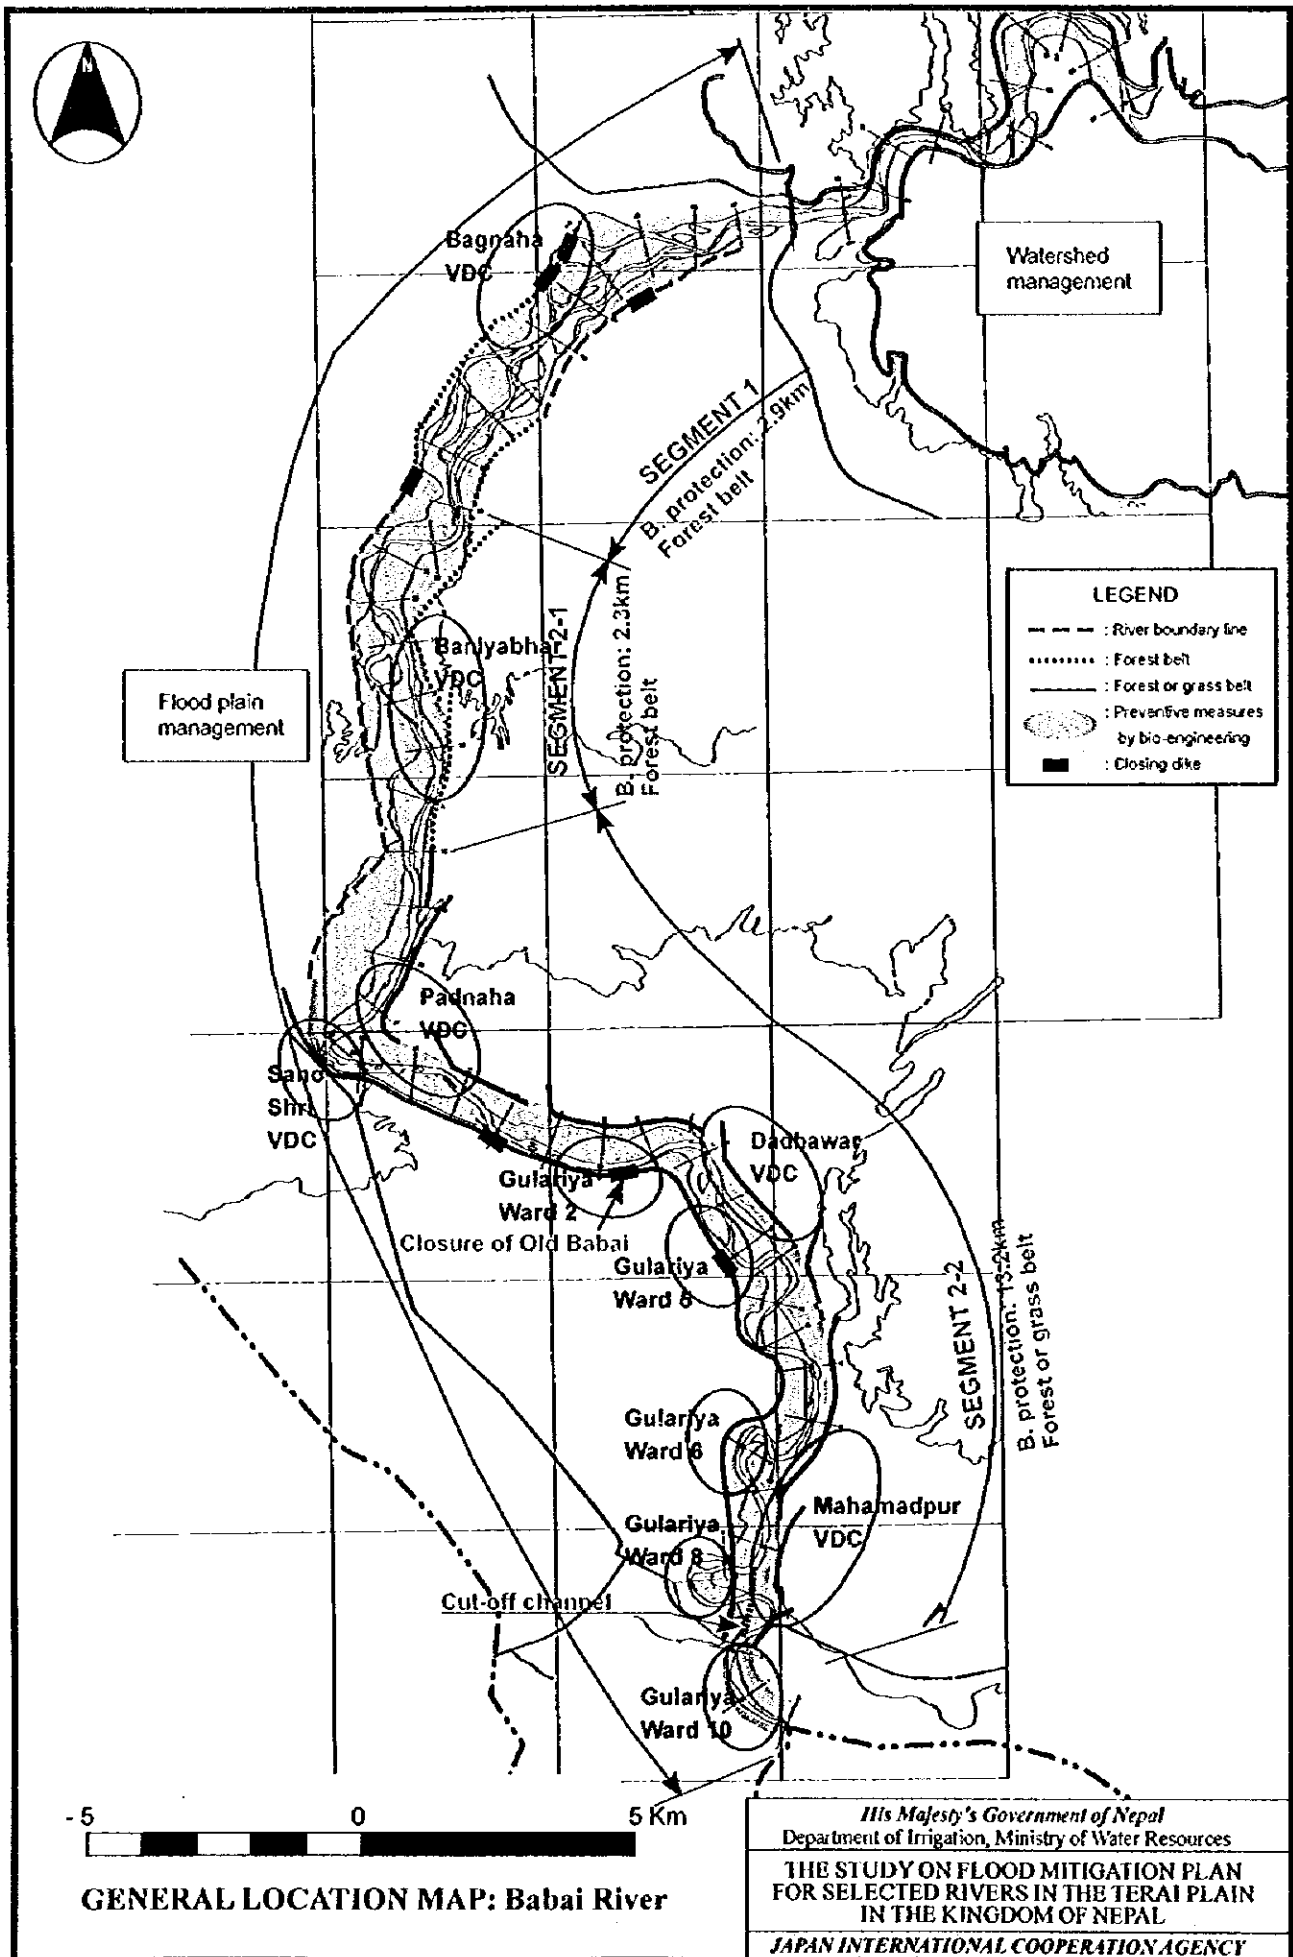 N
Bagnaha
VDC
Watershed
management
SEGMENT 1
B. protection: 2.9km
Forest belt
LEGEND
: River boundary line
: Forest belt
: Forest or grass belt
: Preventive measures
by bio-engineering
: Closing dike
SEGMENT 2-1
B. protection: 2.3km
Forest belt
Baniyabhar
VDC
Flood plain
management
Padnaha
VDC
Sano
Shri
VDC
Dadhawar
VDC
Gulariya
Ward 2
Closure of Old Babai
Gulariya
Ward 5
SEGMENT 2-2
B. protection: 13.2km
Forest or grass belt
Gulariya
Ward 6
Mahamadpur
VDC
Gulariya
Ward 8
Cut-off channel
Gulariya
Ward 10
- 5 0 5 Km
GENERAL LOCATION MAP: Babai River
His Majesty's Government of Nepal
Department of Irrigation, Ministry of Water Resources
THE STUDY ON FLOOD MITIGATION PLAN
FOR SELECTED RIVERS IN THE TERAI PLAIN
IN THE KINGDOM OF NEPAL
JAPAN INTERNATIONAL COOPERATION AGENCY